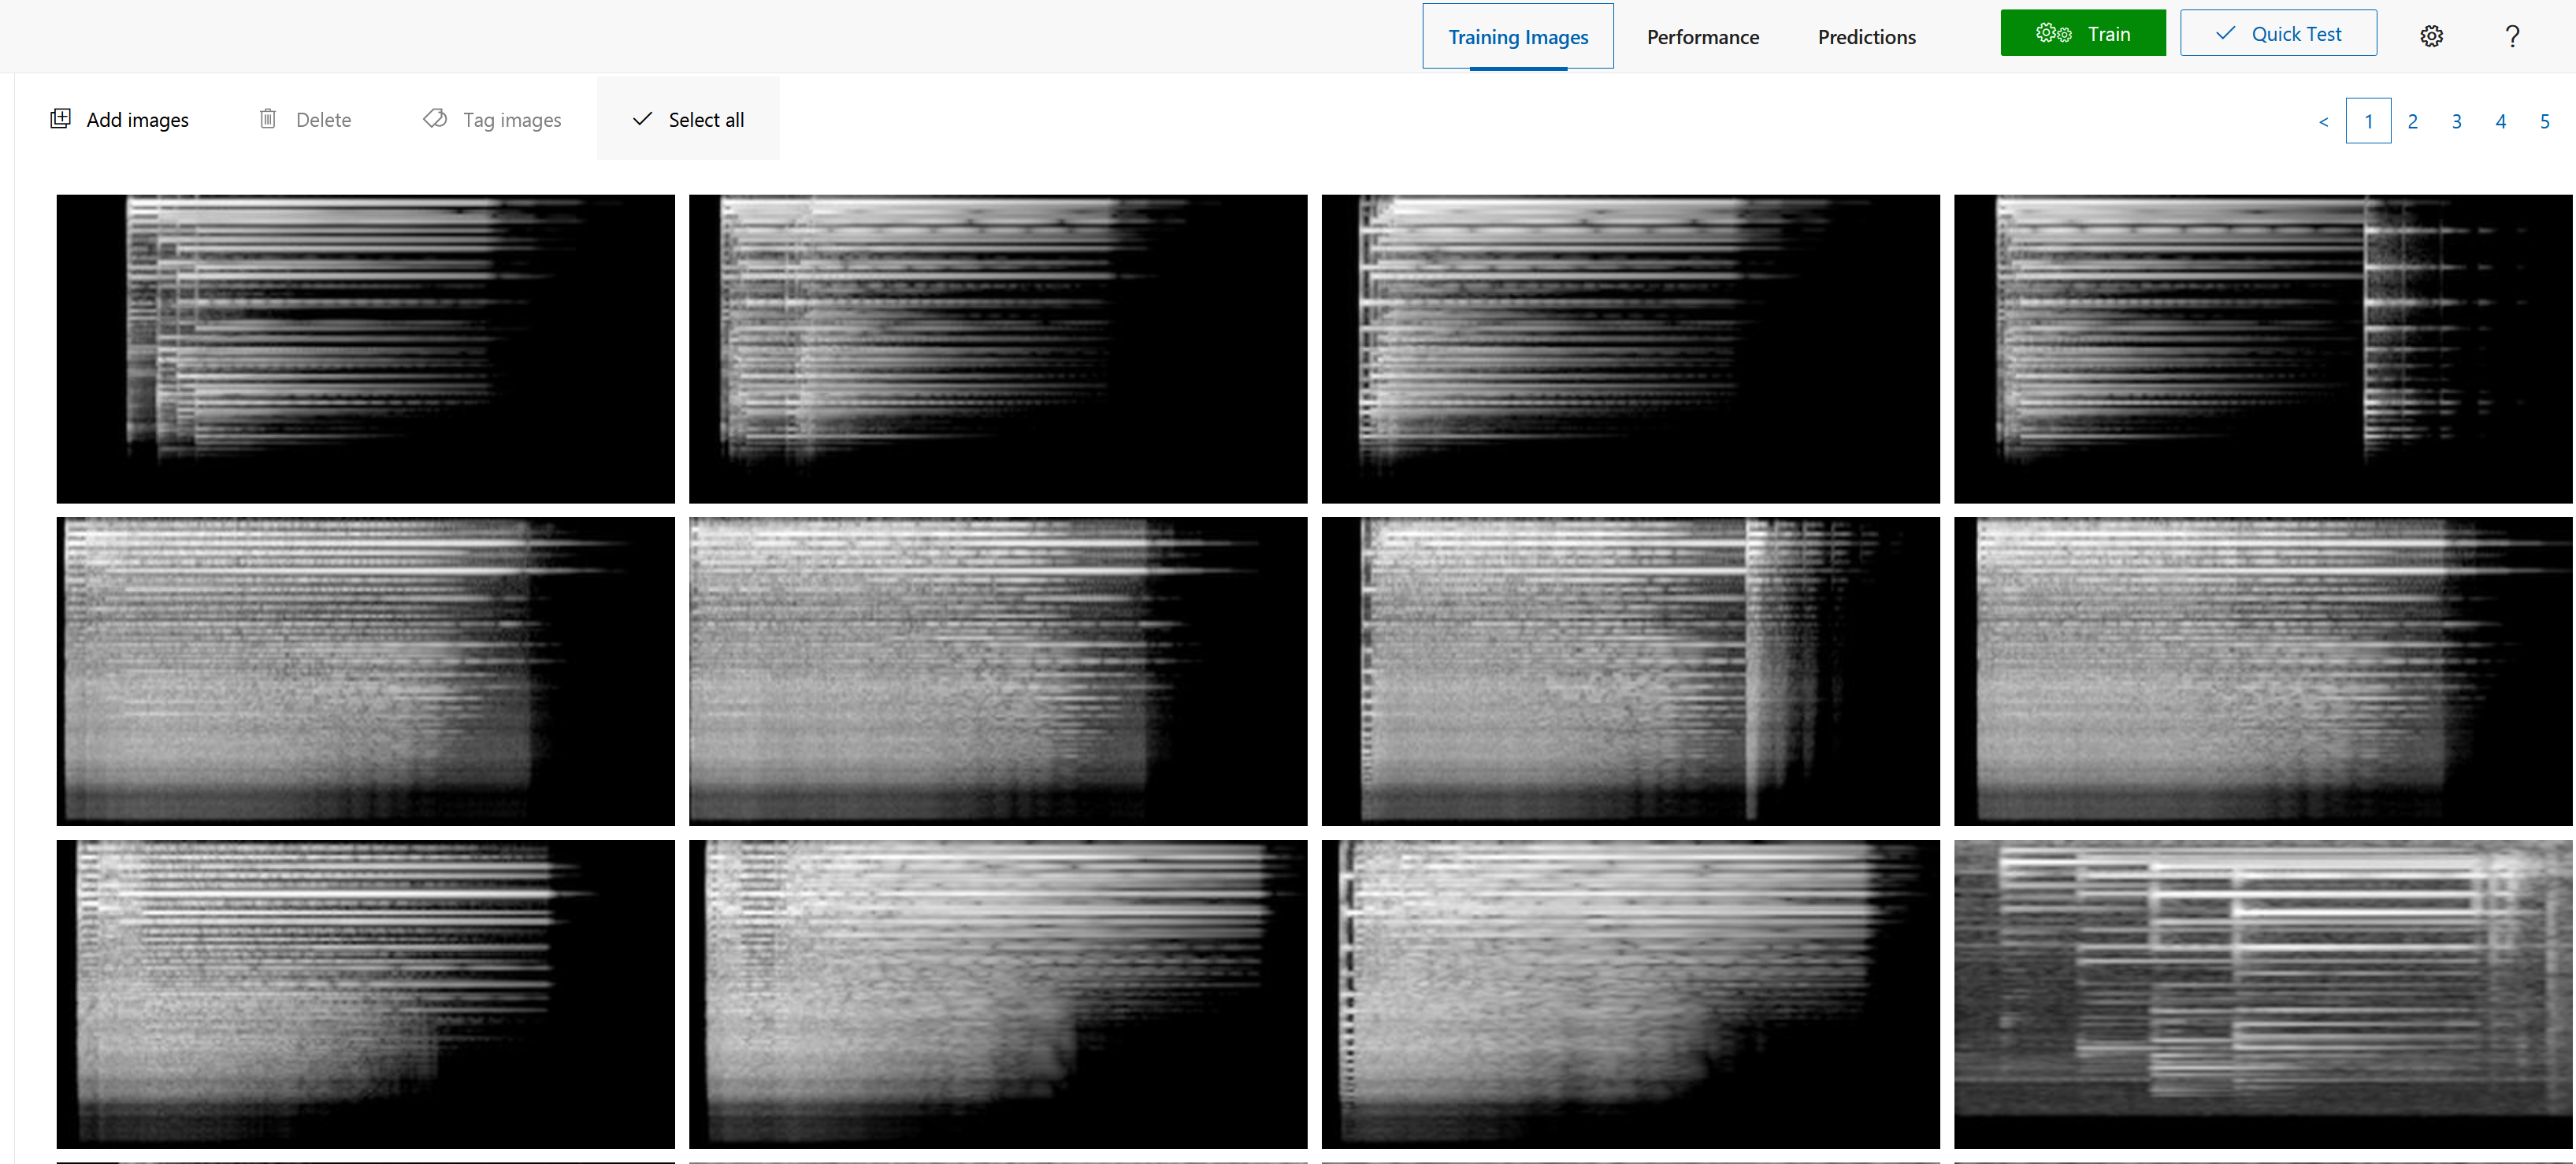 Training Images Performance Predictions Train Quick Test ?
Add images Delete Tag images Select all < 1 2 3 4 5